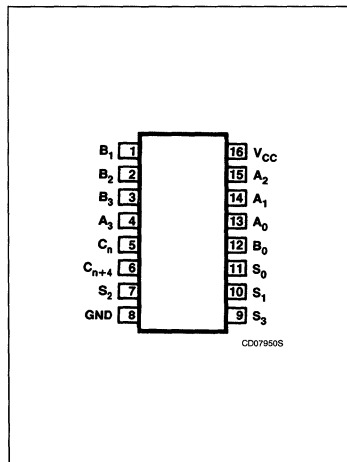 B1 1 16 VCC
B2 2 15 A2
B3 3 14 A1
A3 4 13 A0
Cn 5 12 B0
Cn+4 6 11 S0
S2 7 10 S1
GND 8 9 S3
CD07950S